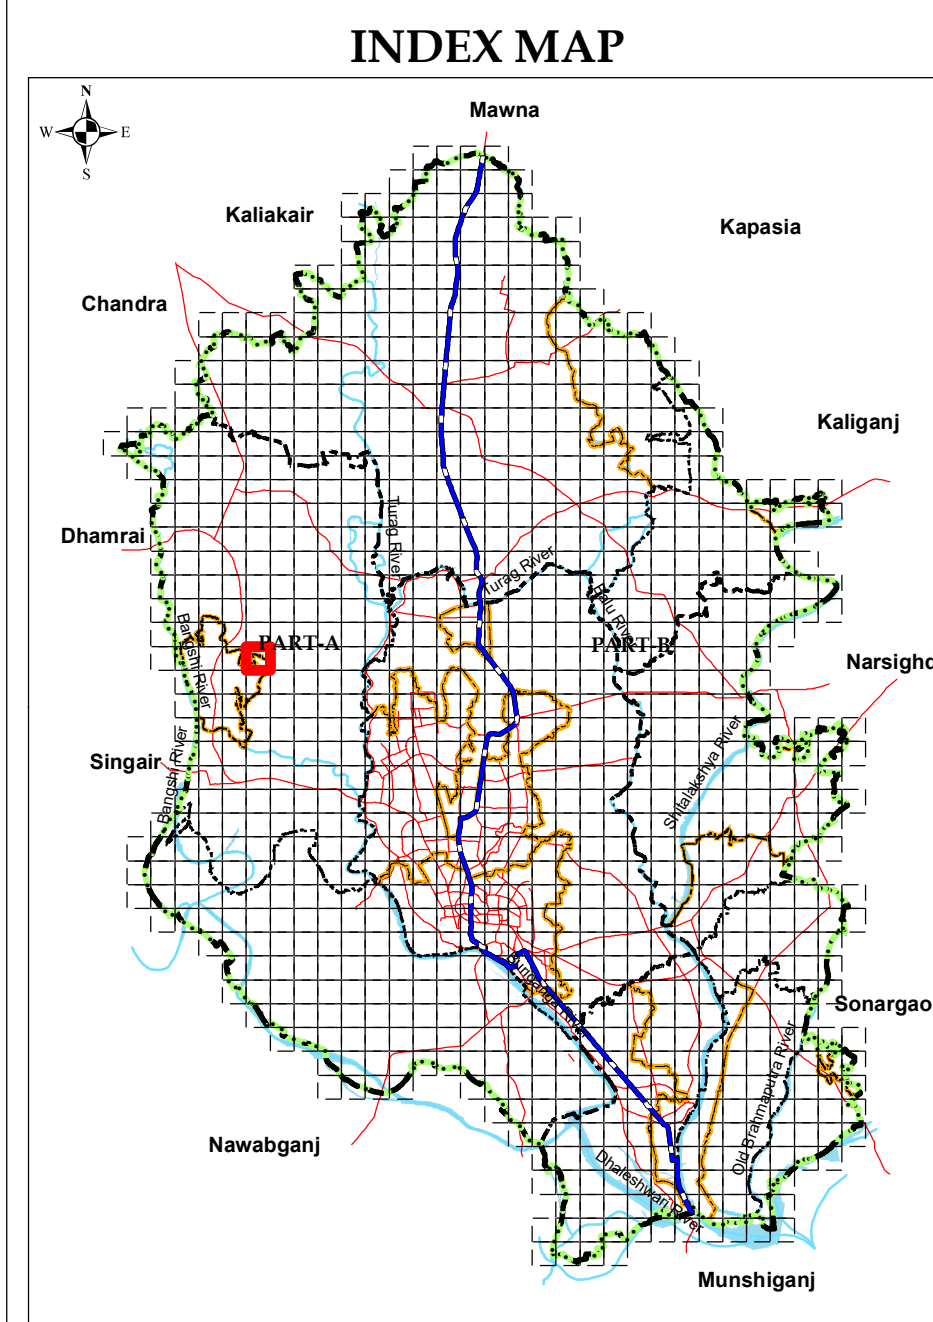 INDEX MAP
N
W E
S
Mawna
Kaliakair
Kapasia
Chandra
Kaliganj
Dhamrai
Turag River
Turag River
Balu River
Bangshi River
PART-A
PART-B
Narsighd
Singair
Bangshi River
Shitalakshya River
Buriganga River
Sonargao
Old Brahmaputra River
Nawabganj
Dhaleshwari River
Munshiganj